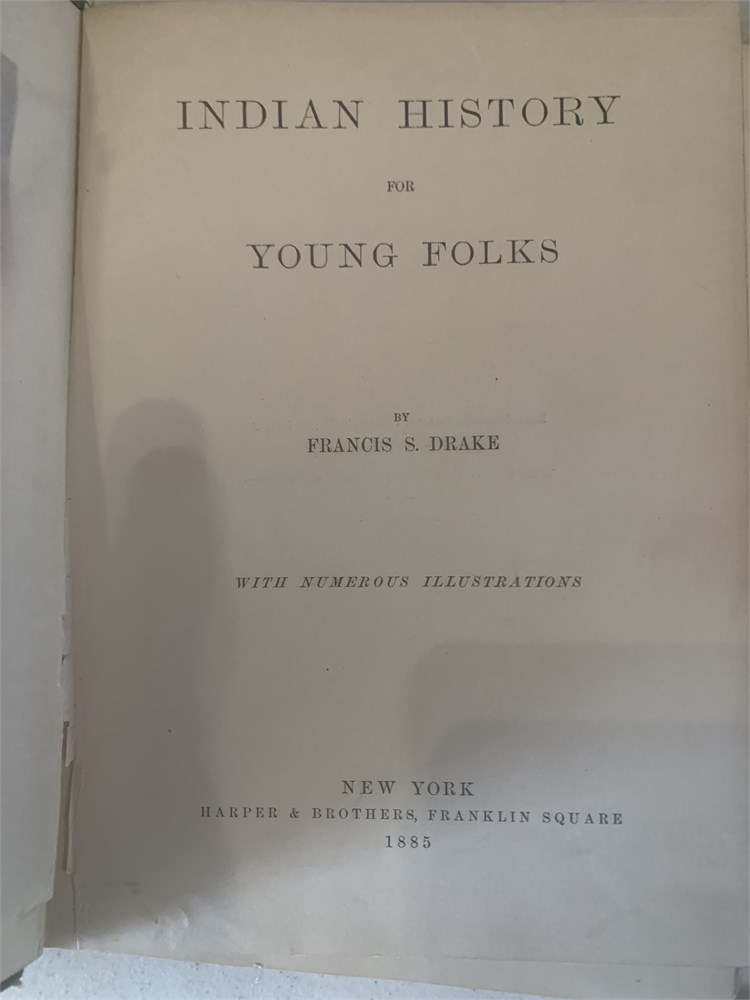 INDIAN HISTORY
FOR
YOUNG FOLKS
BY
FRANCIS S. DRAKE
WITH NUMEROUS ILLUSTRATIONS
NEW YORK
HARPER & BROTHERS, FRANKLIN SQUARE
1885